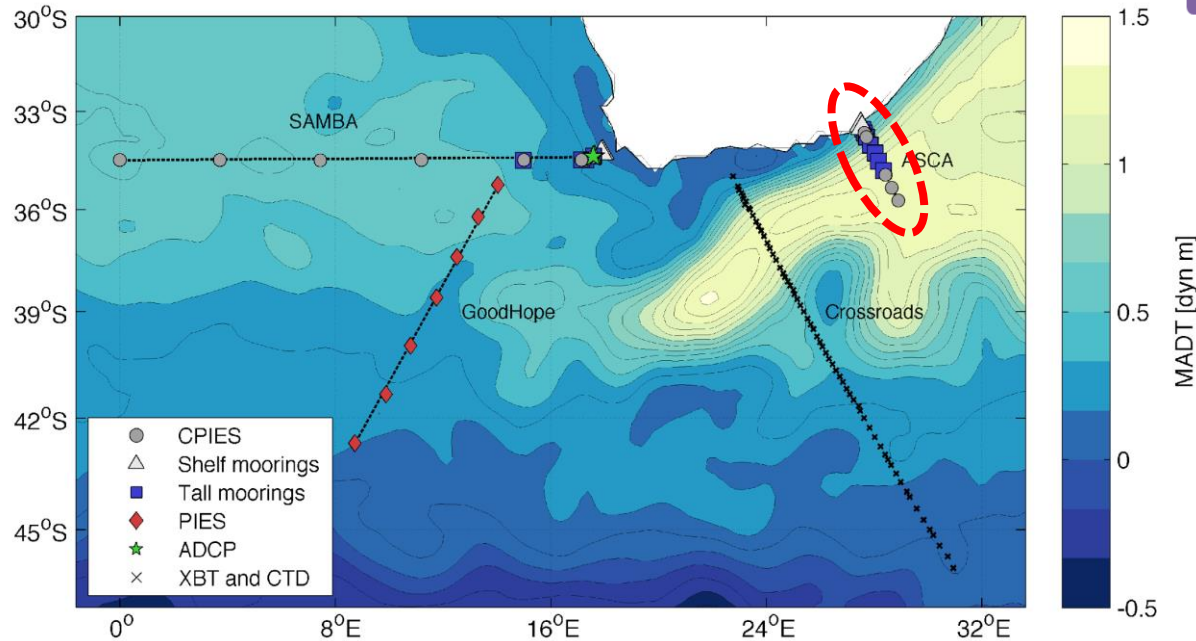 30°S
33°S
36°S
39°S
42°S
45°S
SAMBA
ASCA
GoodHope
Crossroads
CPIES
Shelf moorings
Tall moorings
PIES
ADCP
XBT and CTD
0°
8°E
16°E
24°E
32°E
1.5
1
0.5
0
-0.5
MADT [dyn m]